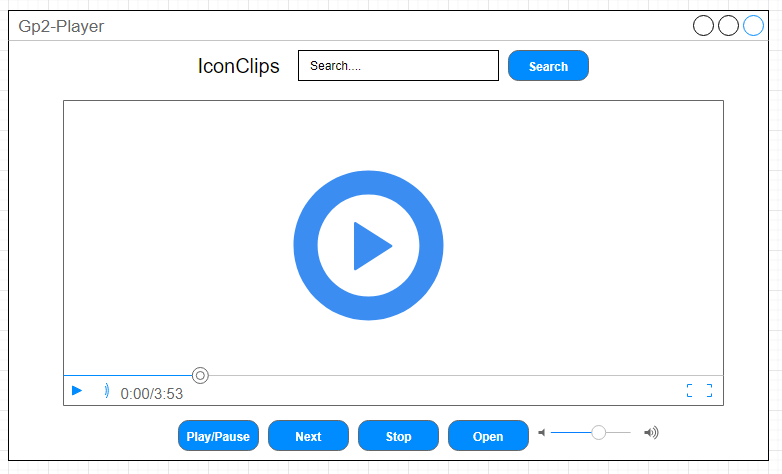 Gp2-Player
IconClips
Search....
Search
0:00/3:53
Play/Pause
Next
Stop
Open